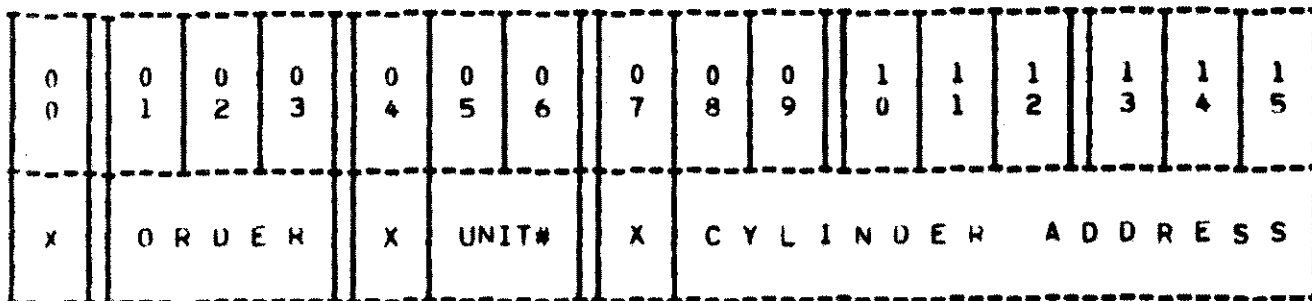 0 0 0 0 0 0 0 0 0 0 1 1 1 1 1 1
0 1 2 3 4 5 6 7 8 9 0 1 2 3 4 5
X ORDER X UNIT# X CYLINDER ADDRESS